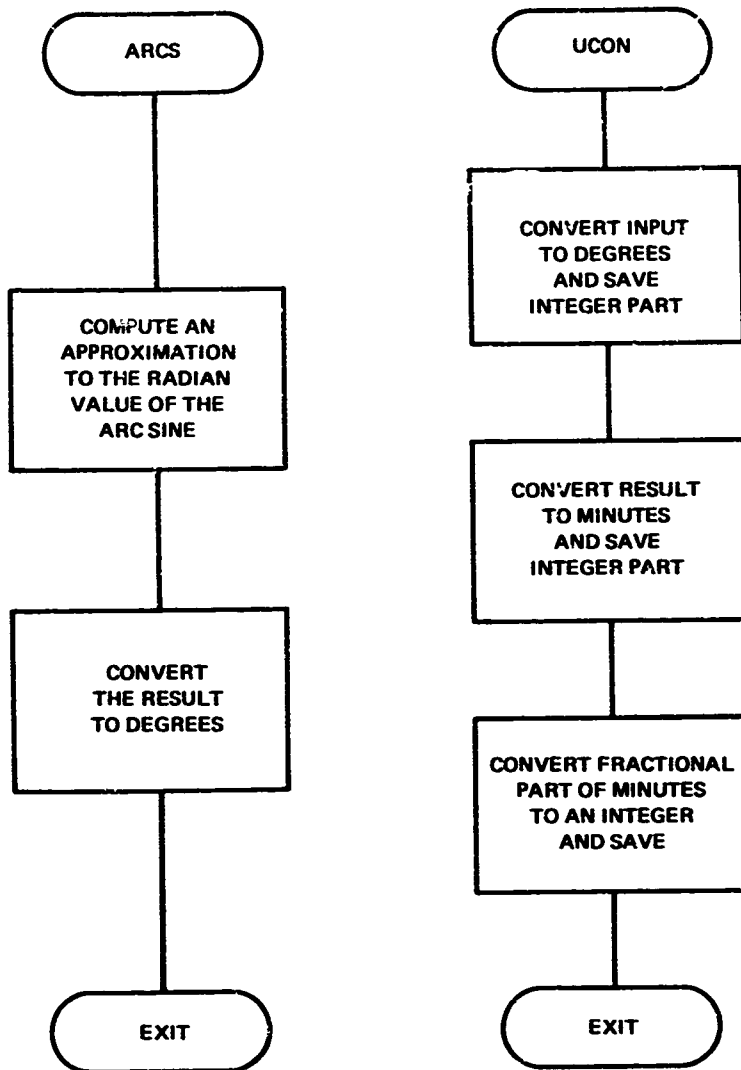 ARCS
COMPUTE AN
APPROXIMATION
TO THE RADIAN
VALUE OF THE
ARC SINE
CONVERT
THE RESULT
TO DEGREES
EXIT
UCON
CONVERT INPUT
TO DEGREES
AND SAVE
INTEGER PART
CONVERT RESULT
TO MINUTES
AND SAVE
INTEGER PART
CONVERT FRACTIONAL
PART OF MINUTES
TO AN INTEGER
AND SAVE
EXIT